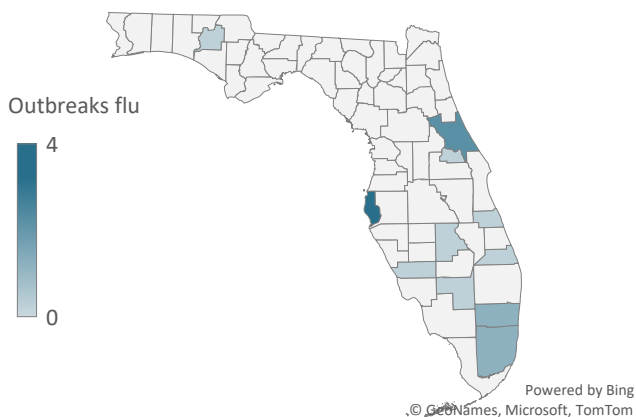 Outbreaks flu
4
0
Powered by Bing
© GeoNames, Microsoft, TomTom